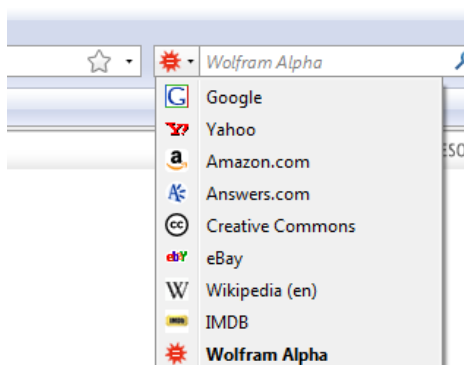 Wolfram Alpha
Google
Yahoo
Amazon.com
Answers.com
Creative Commons
eBay
Wikipedia (en)
IMDB
Wolfram Alpha